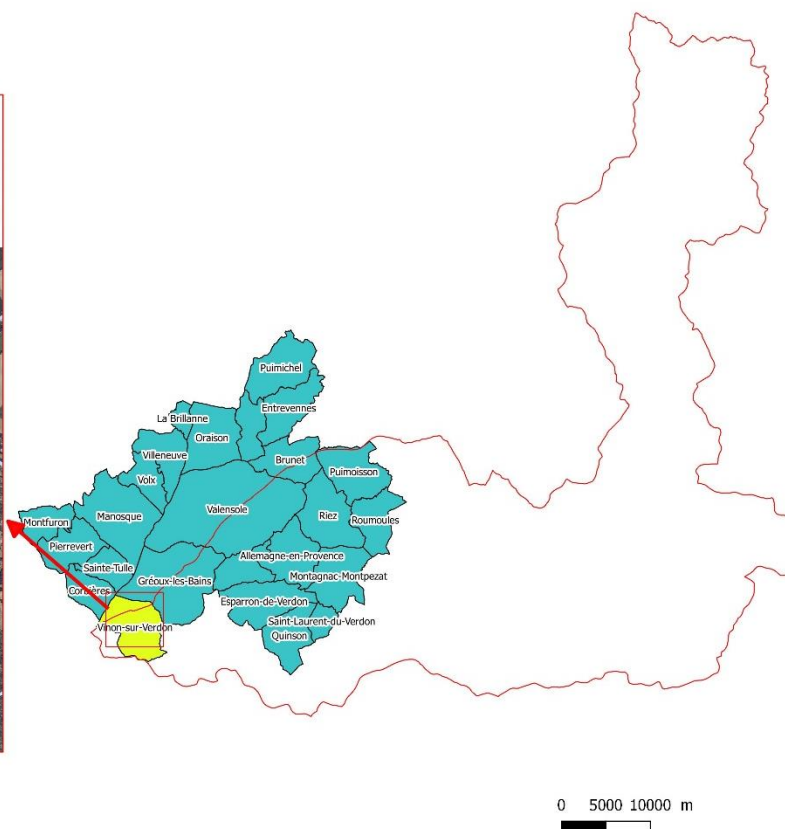 Puimichel
Entrevennes
La Brillanne
Oraison
Villeneuve
Brunet
Puimoisson
Volx
Valensole
Riez
Roumoules
Manosque
Montfuron
Pierrevert
Allemagne-en-Provence
Sainte-Tulle
Gréoux-les-Bains
Montagnac-Montpezat
Corbières
Esparron-de-Verdon
Saint-Laurent-du-Verdon
Vinon-sur-Verdon
Quinson
0 5000 10000 m